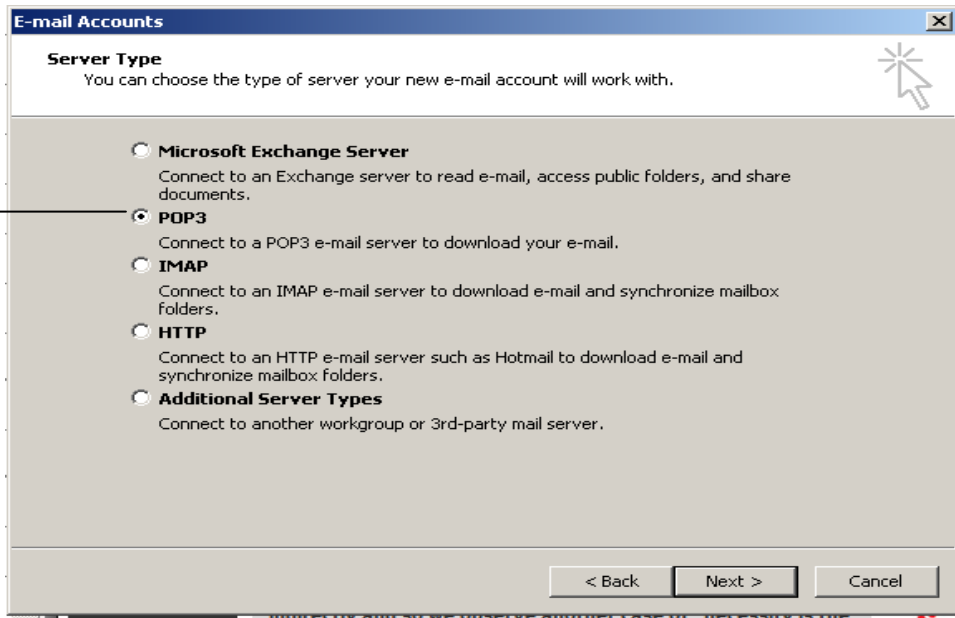 E-mail Accounts
Server Type
You can choose the type of server your new e-mail account will work with.
Microsoft Exchange Server
Connect to an Exchange server to read e-mail, access public folders, and share
documents.
POP3
Connect to a POP3 e-mail server to download your e-mail.
IMAP
Connect to an IMAP e-mail server to download e-mail and synchronize mailbox
folders.
HTTP
Connect to an HTTP e-mail server such as Hotmail to download e-mail and
synchronize mailbox folders.
Additional Server Types
Connect to another workgroup or 3rd-party mail server.
< Back Next > Cancel